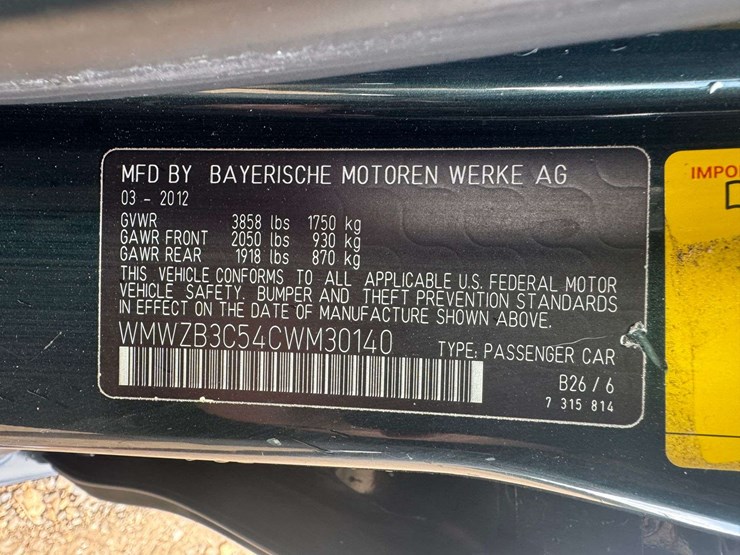 MFD BY BAYERISCHE MOTOREN WERKE AG
03 - 2012
GVWR 3858 lbs 1750 kg
GAWR FRONT 2050 lbs 930 kg
GAWR REAR 1918 lbs 870 kg
THIS VEHICLE CONFORMS TO ALL APPLICABLE U.S. FEDERAL MOTOR
VEHICLE SAFETY. BUMPER AND THEFT PREVENTION STANDARDS
IN EFFECT ON THE DATE OF MANUFACTURE SHOWN ABOVE.
WMWZB3C54CWM30140 TYPE: PASSENGER CAR
B26 / 6
7 315 814
IMPO